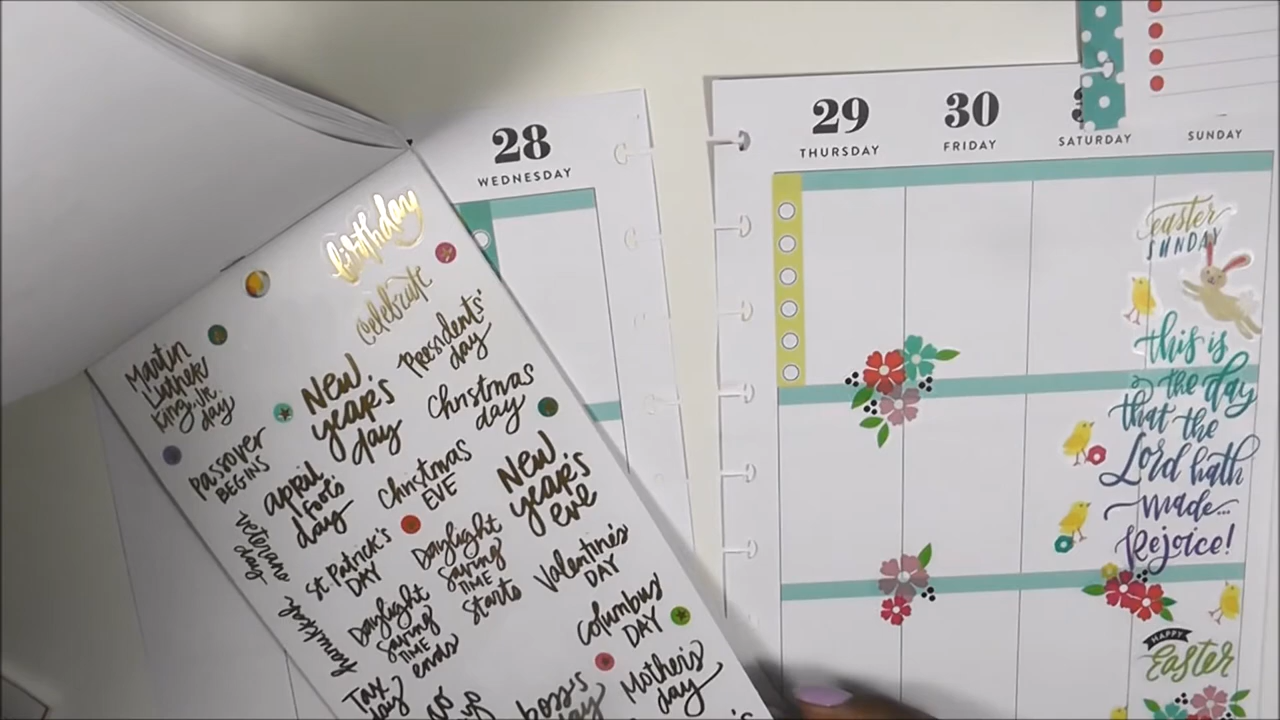 28
WEDNESDAY
29
THURSDAY
30
FRIDAY
SATURDAY
SUNDAY
birthday
celebrate
Martin
Luther
King Jr.
day
New
year's
day
Presidents'
day
Christmas
day
passover
BEGINS
april
fools
day
Christmas
EVE
New
year's
eve
veterans
day
St Patrick's
DAY
Daylight
Saving
TIME
Starts
Valentine's
DAY
hanukkah
Daylight
Saving
TIME
ends
Columbus
DAY
Tax
day
boss's
day
Mother's
day
easter
SUNDAY
this is
the day
that the
Lord hath
made...
Rejoice!
HAPPY
Easter